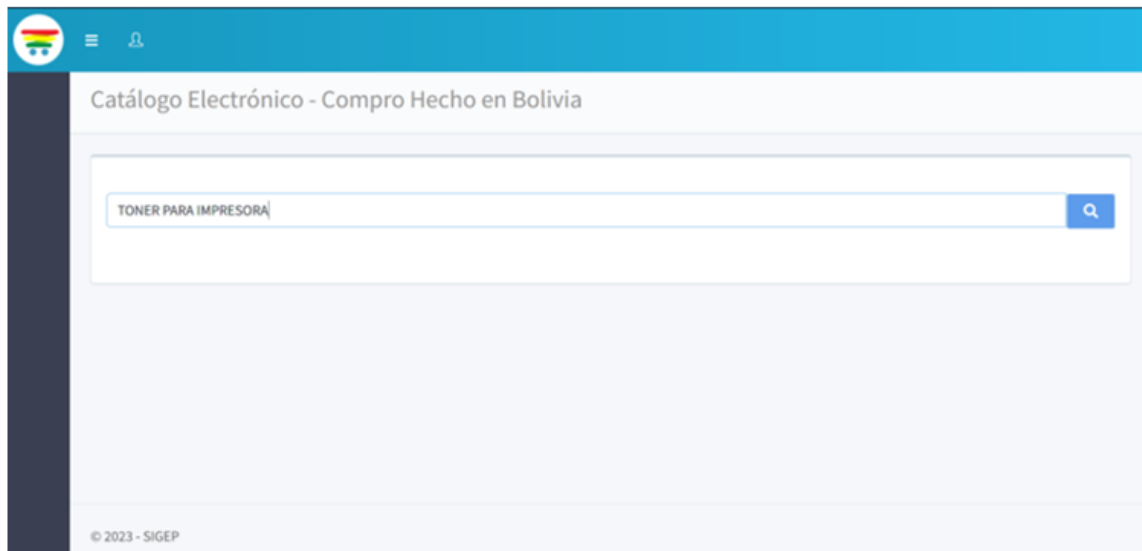 Catálogo Electrónico - Compro Hecho en Bolivia
TONER PARA IMPRESORA
© 2023 - SIGEP